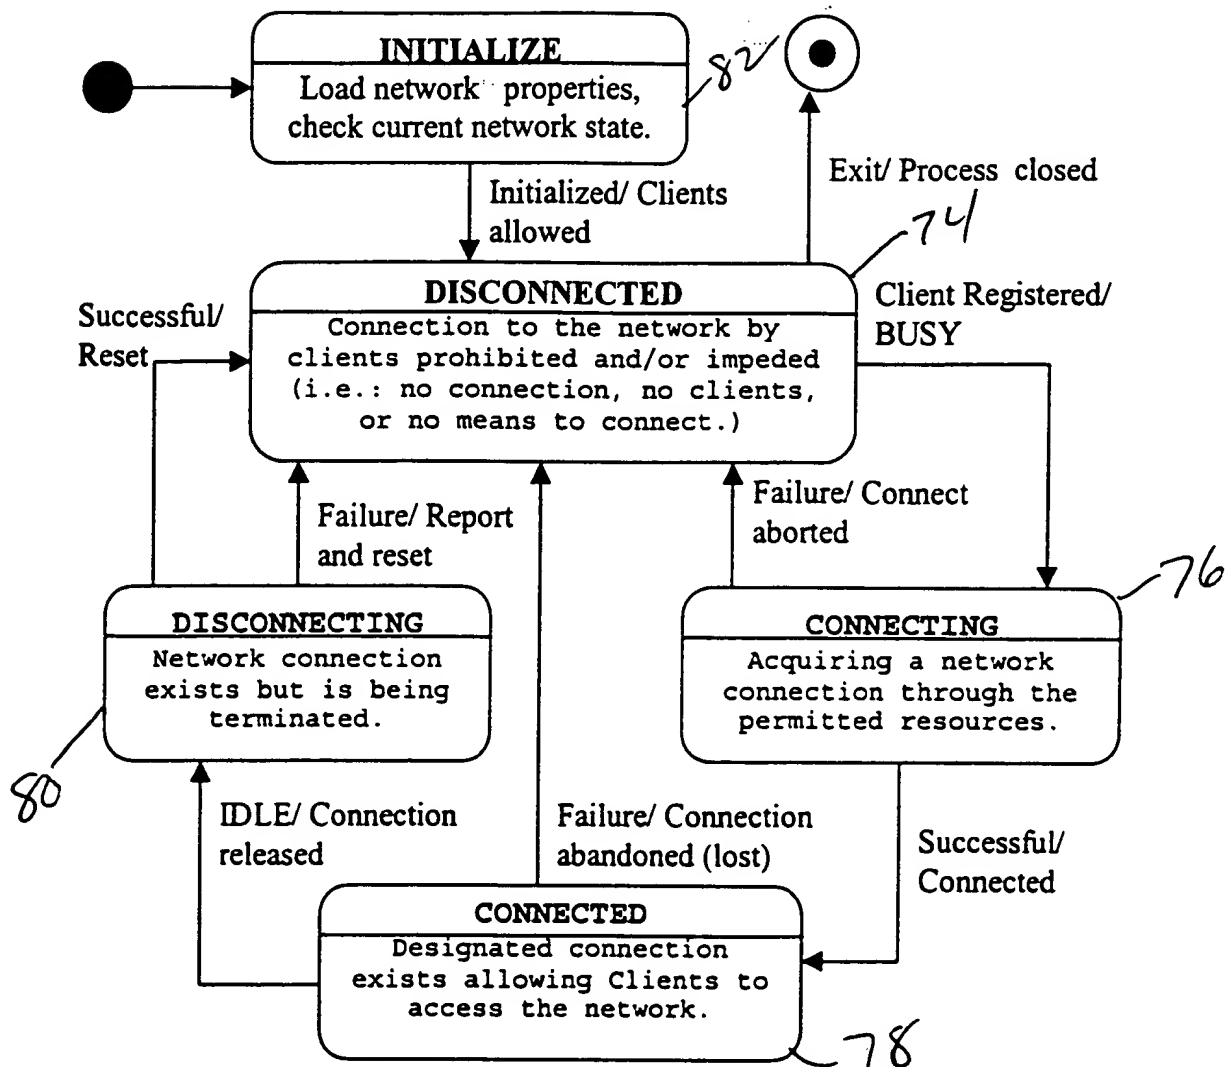 INITIALIZE
Load network properties,
check current network state.
82
Initialized/ Clients
allowed
Exit/ Process closed
74
DISCONNECTED
Connection to the network by
clients prohibited and/or impeded
(i.e.: no connection, no clients,
or no means to connect.)
Successful/
Reset
Client Registered/
BUSY
Failure/ Report
and reset
Failure/ Connect
aborted
76
DISCONNECTING
Network connection
exists but is being
terminated.
80
CONNECTING
Acquiring a network
connection through the
permitted resources.
IDLE/ Connection
released
Failure/ Connection
abandoned (lost)
Successful/
Connected
CONNECTED
Designated connection
exists allowing Clients to
access the network.
78